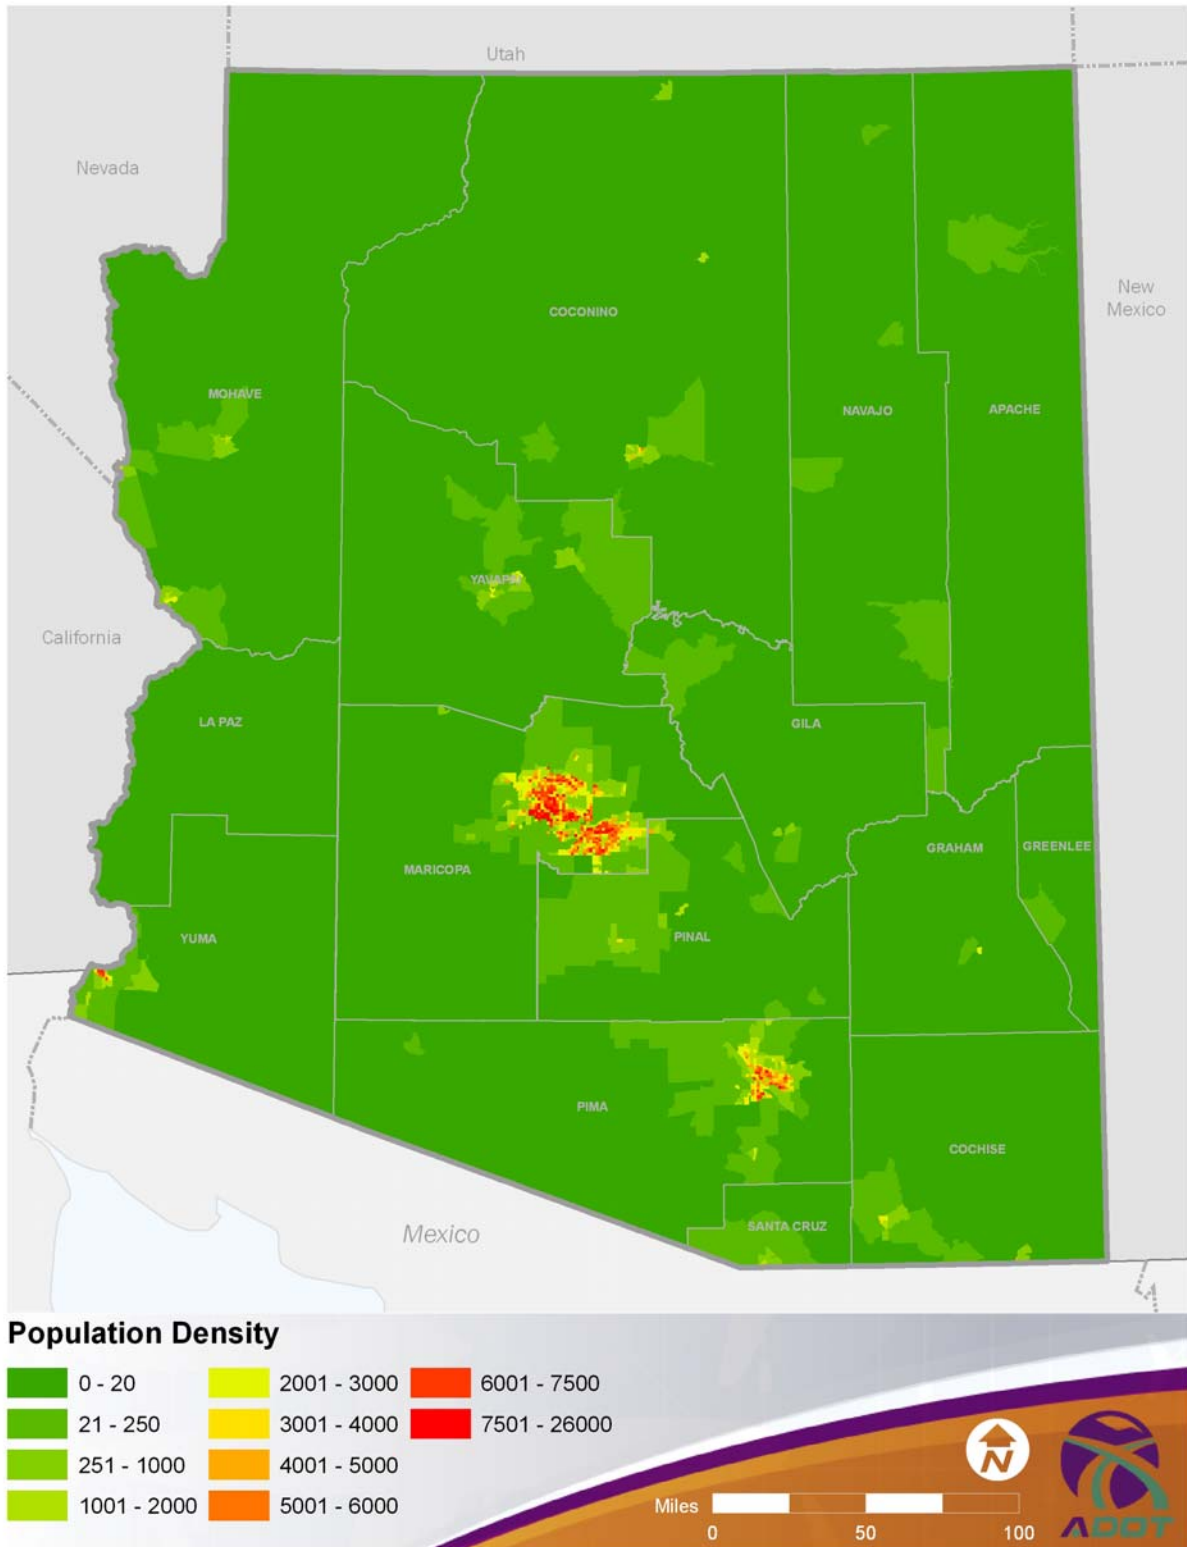 Utah
Nevada
New
Mexico
COCONINO
MOHAVE
NAVAJO
APACHE
YAVAPAI
California
LA PAZ
GILA
MARICOPA
GRAHAM
GREENLEE
YUMA
PINAL
PIMA
COCHISE
SANTA CRUZ
Mexico
Population Density
0 - 20
21 - 250
251 - 1000
1001 - 2000
2001 - 3000
3001 - 4000
4001 - 5000
5001 - 6000
6001 - 7500
7501 - 26000
N
Miles
0 50 100
ADOT